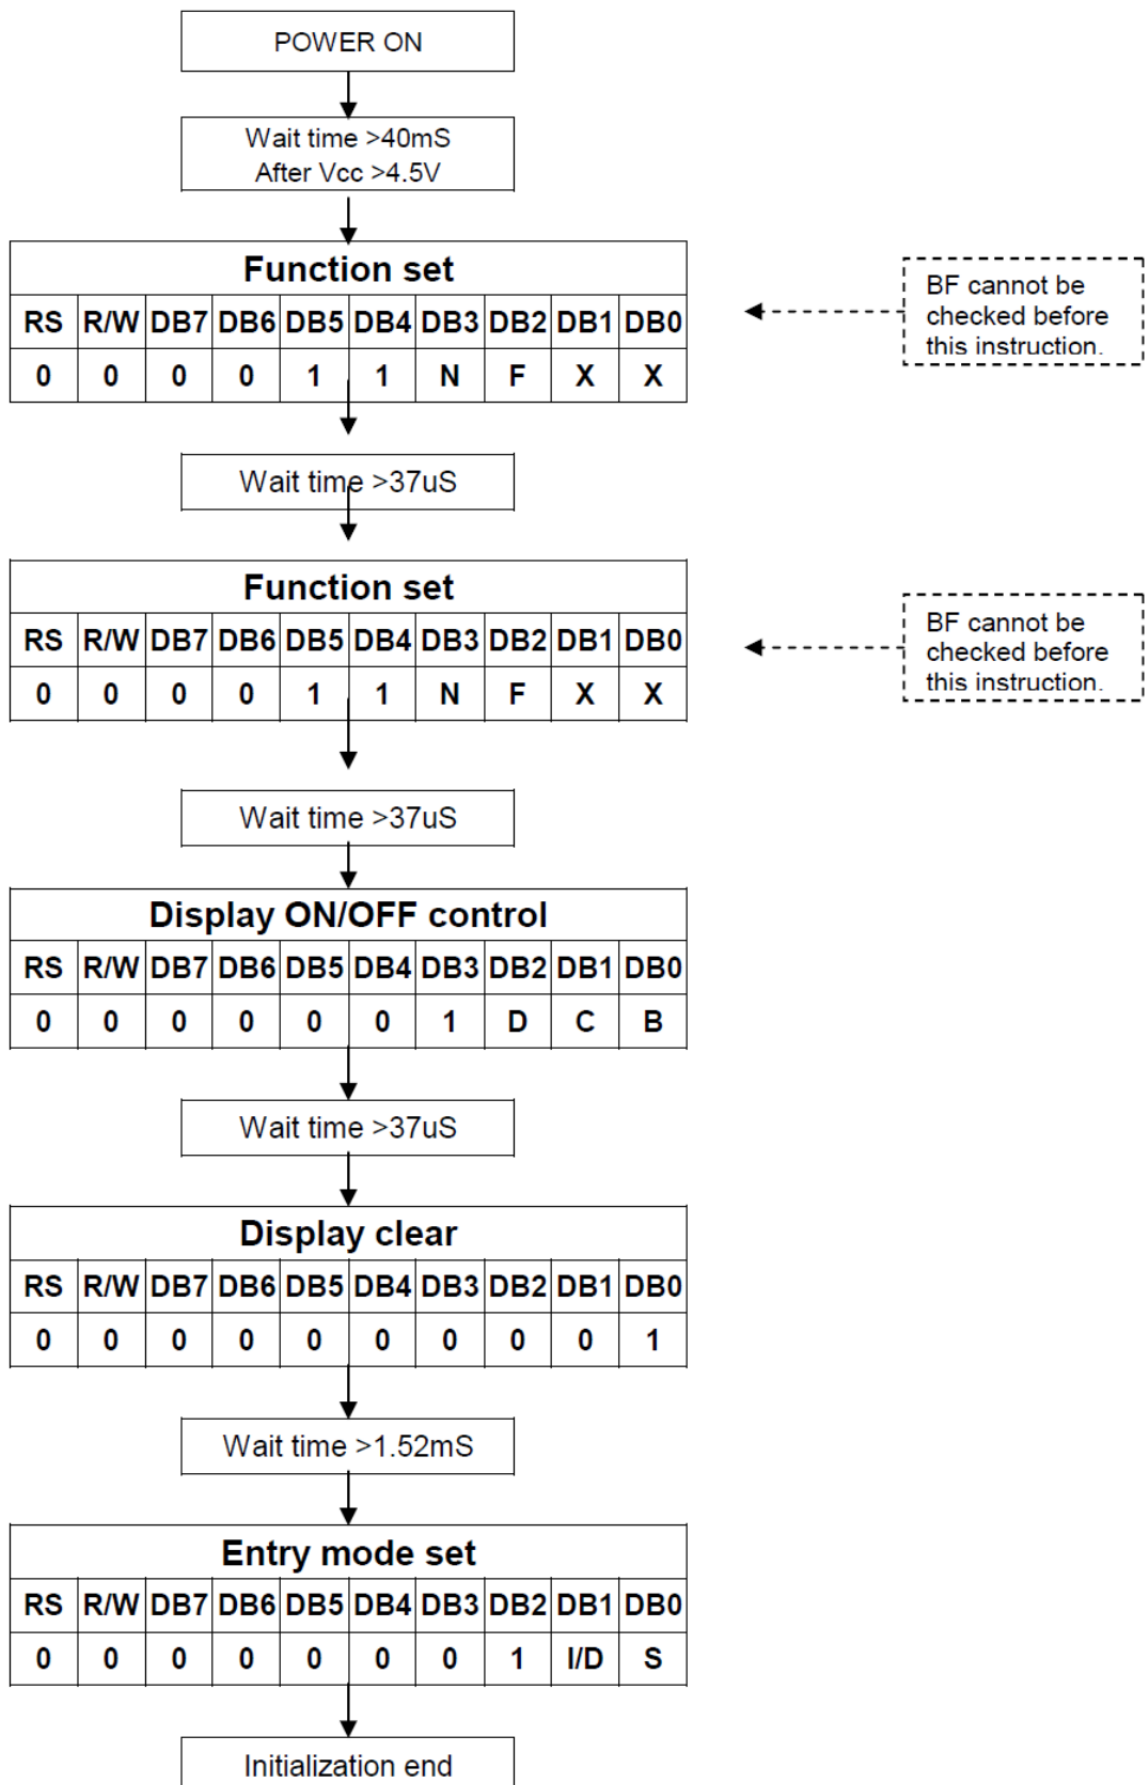 POWER ON
Wait time >40mS
After Vcc >4.5V
Function set
RS R/W DB7 DB6 DB5 DB4 DB3 DB2 DB1 DB0
0 0 0 0 1 1 N F X X
BF cannot be
checked before
this instruction.
Wait time >37uS
Function set
RS R/W DB7 DB6 DB5 DB4 DB3 DB2 DB1 DB0
0 0 0 0 1 1 N F X X
BF cannot be
checked before
this instruction.
Wait time >37uS
Display ON/OFF control
RS R/W DB7 DB6 DB5 DB4 DB3 DB2 DB1 DB0
0 0 0 0 0 0 1 D C B
Wait time >37uS
Display clear
RS R/W DB7 DB6 DB5 DB4 DB3 DB2 DB1 DB0
0 0 0 0 0 0 0 0 0 1
Wait time >1.52mS
Entry mode set
RS R/W DB7 DB6 DB5 DB4 DB3 DB2 DB1 DB0
0 0 0 0 0 0 0 1 I/D S
Initialization end